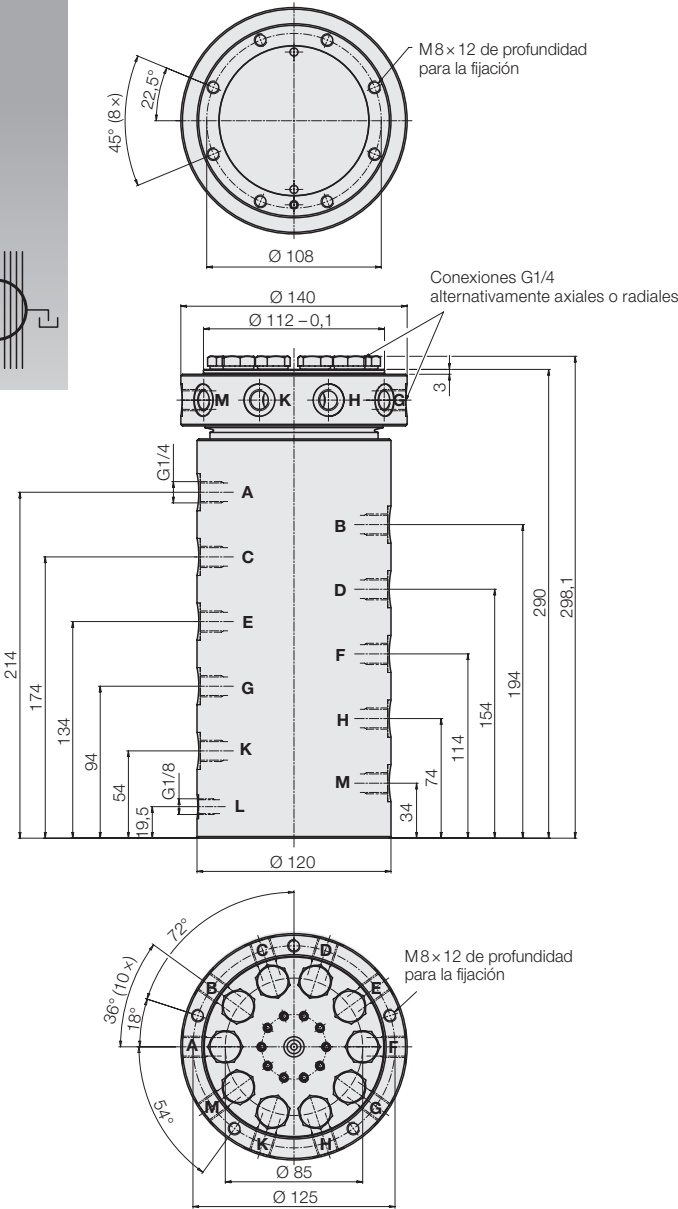 M 8 × 12 de profundidad
para la fijación
22,5°
45° (8 ×)
Ø 108
Conexiones G1/4
alternativamente axiales o radiales
Ø 140
Ø 112 – 0,1
3
M
K
H
G
G1/4
A
B
C
D
E
F
G
H
K
M
G1/8
L
214
174
134
94
54
19,5
34
74
114
154
194
290
298,1
Ø 120
72°
36° (10 ×)
18°
54°
M 8 × 12 de profundidad
para la fijación
C
D
B
E
A
F
M
G
K
H
Ø 85
Ø 125